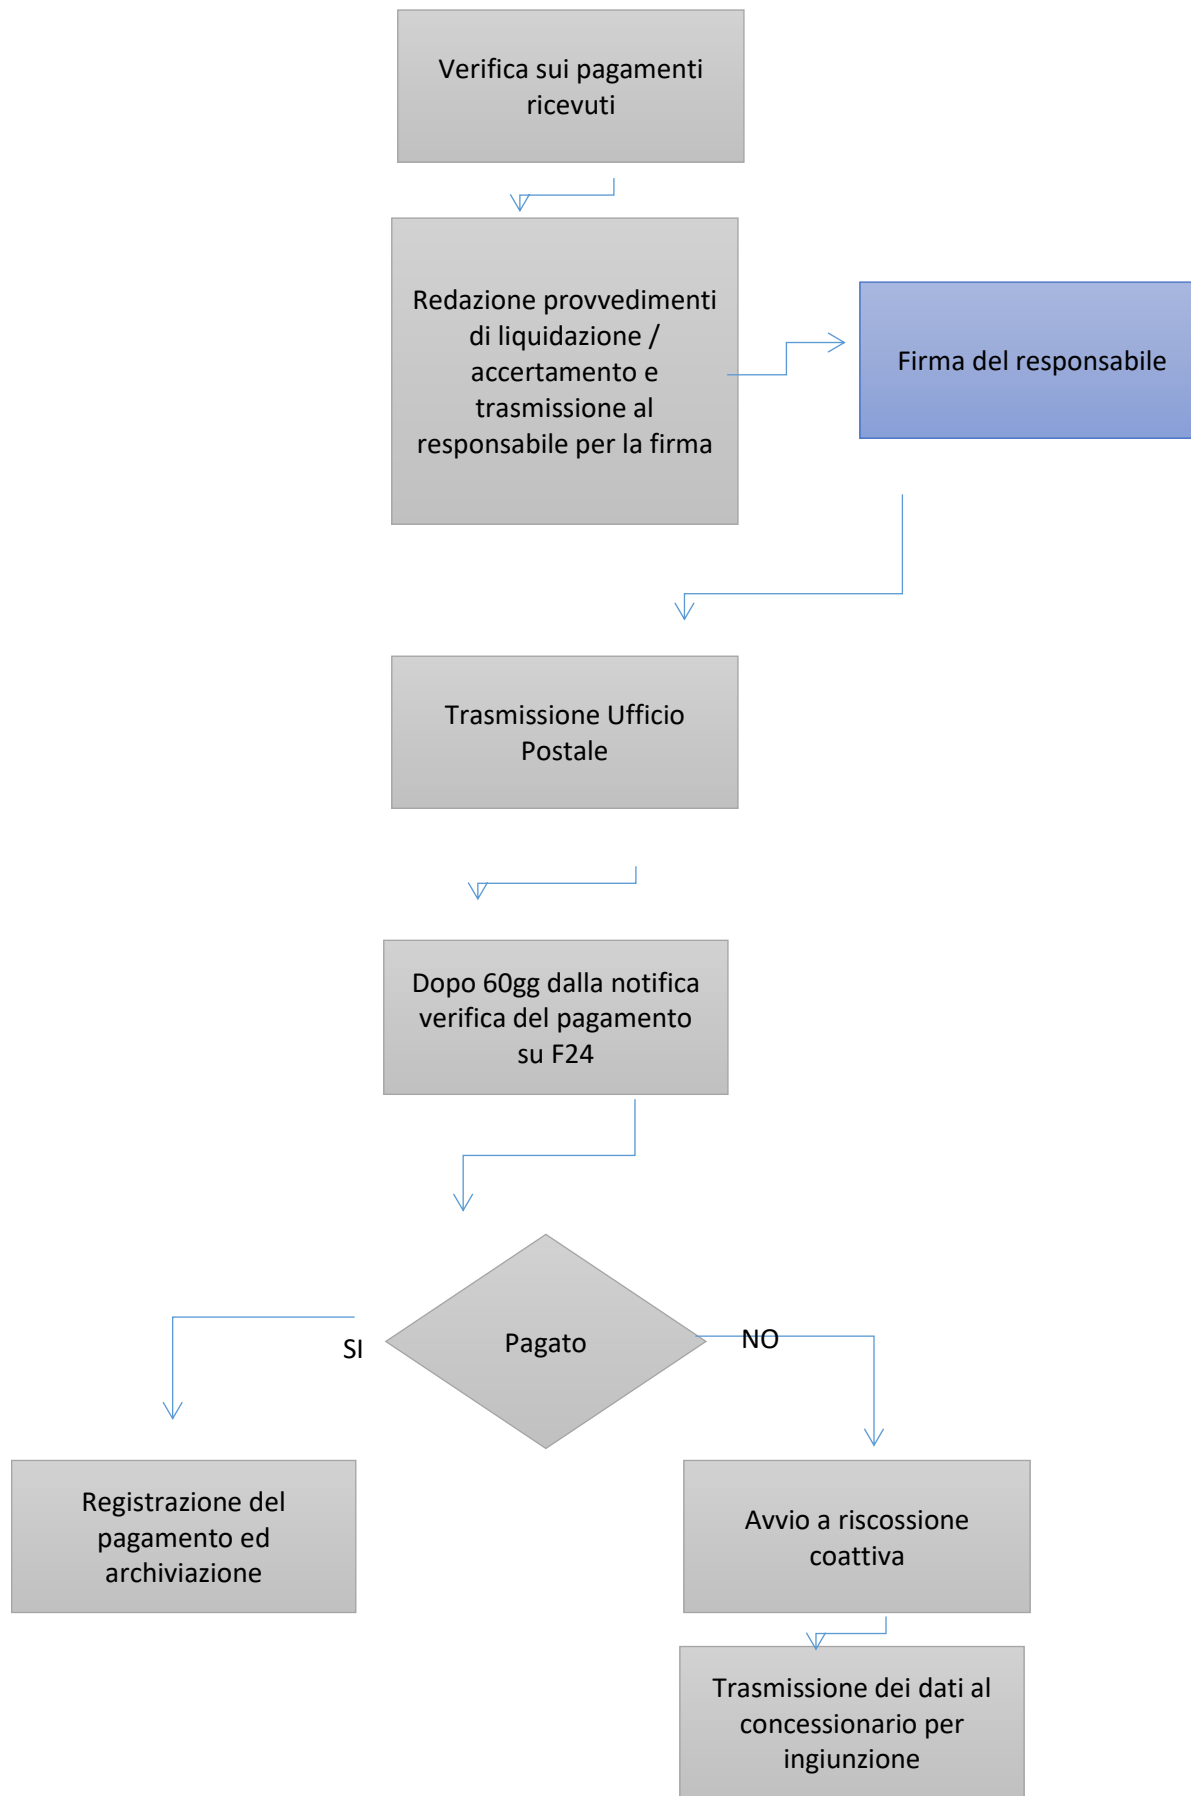 Verifica sui pagamenti
ricevuti
Redazione provvedimenti
di liquidazione /
accertamento e
trasmissione al
responsabile per la firma
Firma del responsabile
Trasmissione Ufficio
Postale
Dopo 60gg dalla notifica
verifica del pagamento
su F24
SI
Pagato
NO
Registrazione del
pagamento ed
archiviazione
Avvio a riscossione
coattiva
Trasmissione dei dati al
concessionario per
ingiunzione